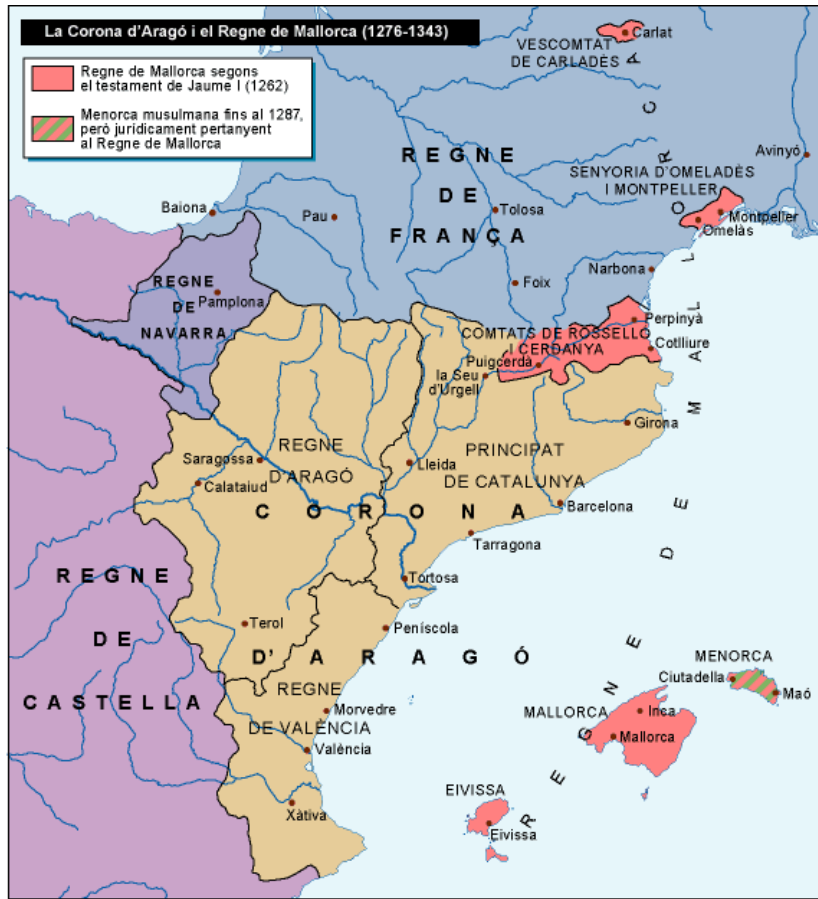 La Corona d'Aragó i el Regne de Mallorca (1276-1343)
Regne de Mallorca segons
el testament de Jaume I (1262)
Menorca musulmana fins al 1287,
però jurídicament pertanyent
al Regne de Mallorca
Carlat
VESCOMTAT
DE CARLADÈS
REGNE
DE
FRANÇA
Avinyó
SENYORIA D'OMELADÈS
I MONTPELLER
Montpeller
Omelàs
Baiona
Pau
Tolosa
Foix
Narbona
REGNE
DE
NAVARRA
Pamplona
COMTATS DE ROSSELLÓ
I CERDANYA
Perpinyà
Cotlliure
Puigcerdà
la Seu
d'Urgell
Girona
REGNE
D'ARAGÓ
Saragossa
Calataiud
Lleida
PRINCIPAT
DE CATALUNYA
Barcelona
Tarragona
Tortosa
CORONA
D'ARAGÓ
REGNE
DE
CASTELLA
Terol
Peníscola
REGNE
DE VALÈNCIA
Morvedre
València
Xàtiva
MENORCA
Ciutadella
Maó
MALLORCA
Inca
Mallorca
EIVISSA
Eivissa
REGNE DE MALLORCA